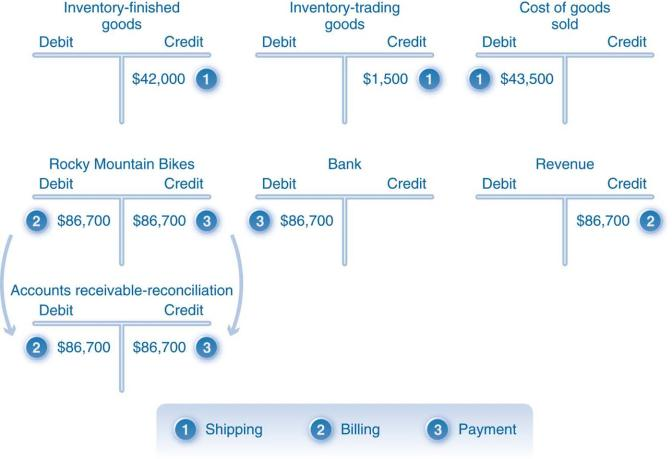 Inventory-finished
goods
Debit Credit
$42,000 1
Inventory-trading
goods
Debit Credit
$1,500 1
Cost of goods
sold
Debit Credit
1 $43,500
Rocky Mountain Bikes
Debit Credit
2 $86,700 $86,700 3
Bank
Debit Credit
3 $86,700
Revenue
Debit Credit
$86,700 2
Accounts receivable-reconciliation
Debit Credit
2 $86,700 $86,700 3
1 Shipping 2 Billing 3 Payment